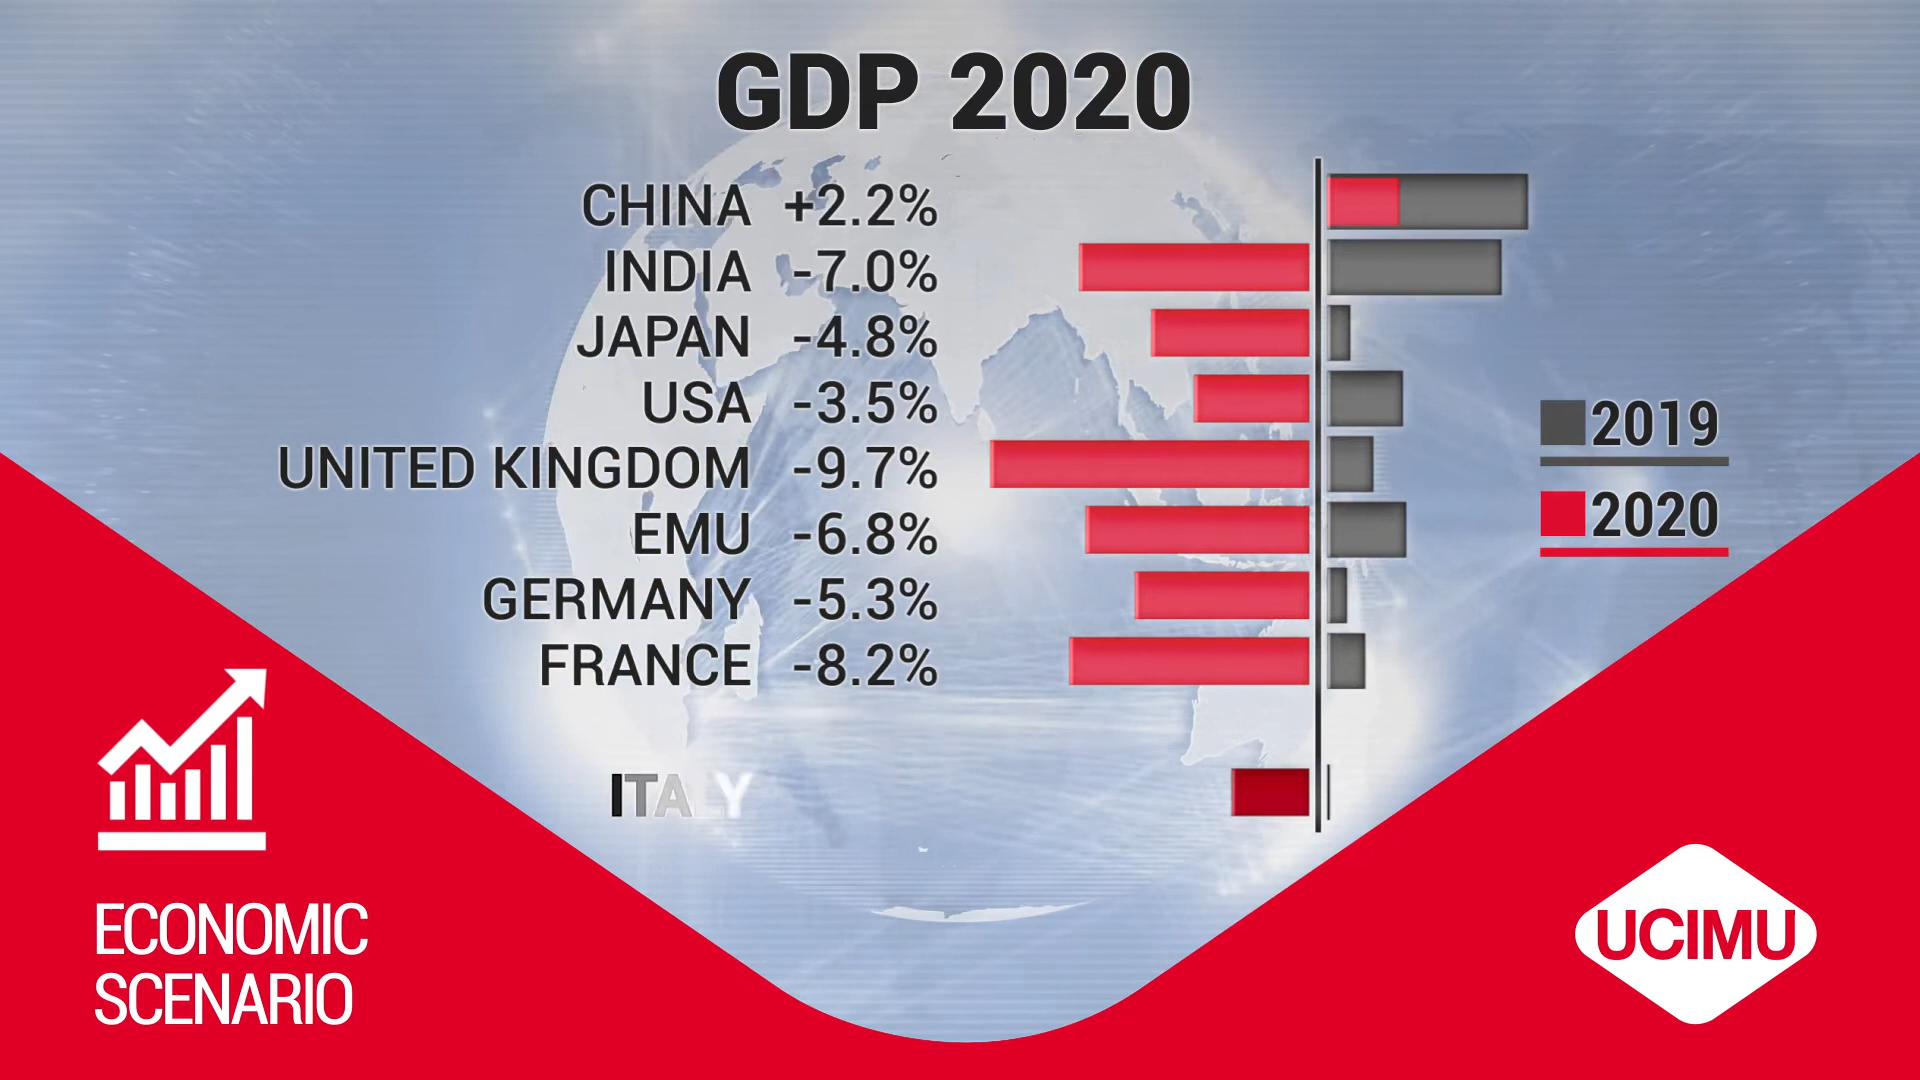 GDP 2020
CHINA +2.2%
INDIA -7.0%
JAPAN -4.8%
USA -3.5%
UNITED KINGDOM -9.7%
EMU -6.8%
GERMANY -5.3%
FRANCE -8.2%
ITALY
2019
2020
ECONOMIC
SCENARIO
UCIMU